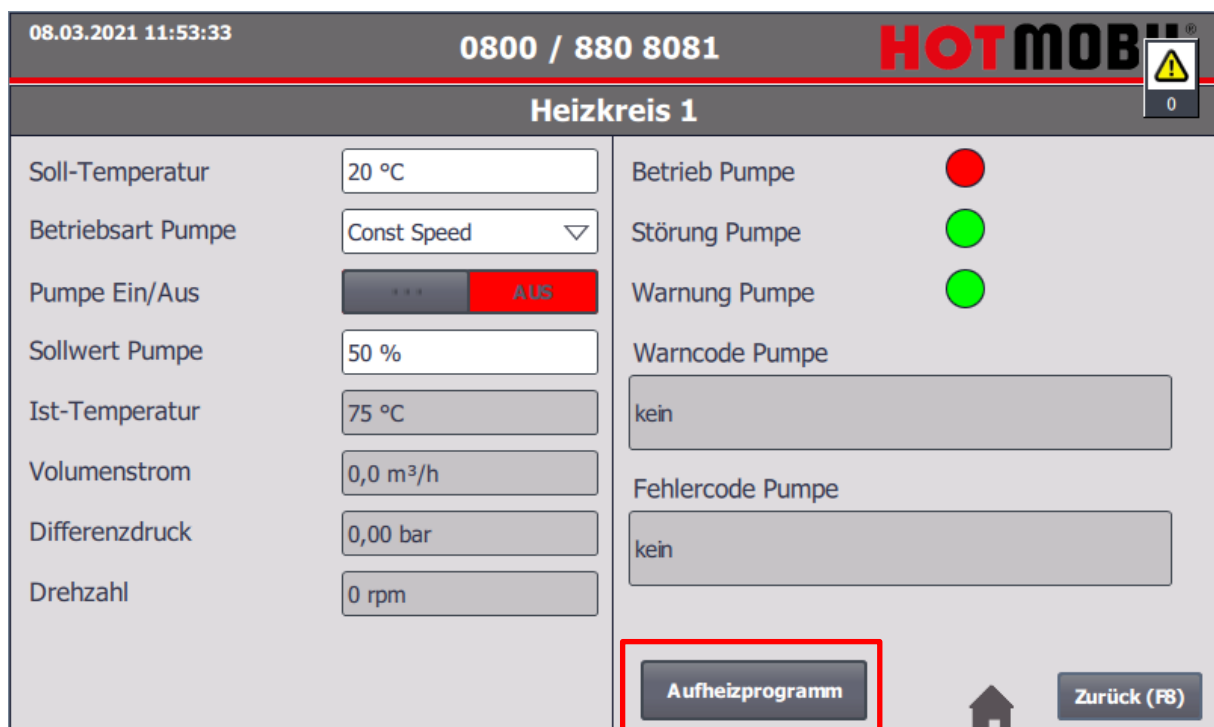 08.03.2021 11:53:33
0800 / 880 8081
HOTMOBIL®
0
Heizkreis 1
Soll-Temperatur
20 °C
Betriebsart Pumpe
Const Speed
Pumpe Ein/Aus
AUS
Sollwert Pumpe
50 %
Ist-Temperatur
75 °C
Volumenstrom
0,0 m³/h
Differenzdruck
0,00 bar
Drehzahl
0 rpm
Betrieb Pumpe
Störung Pumpe
Warnung Pumpe
Warncode Pumpe
kein
Fehlercode Pumpe
kein
Aufheizprogramm
Zurück (F8)